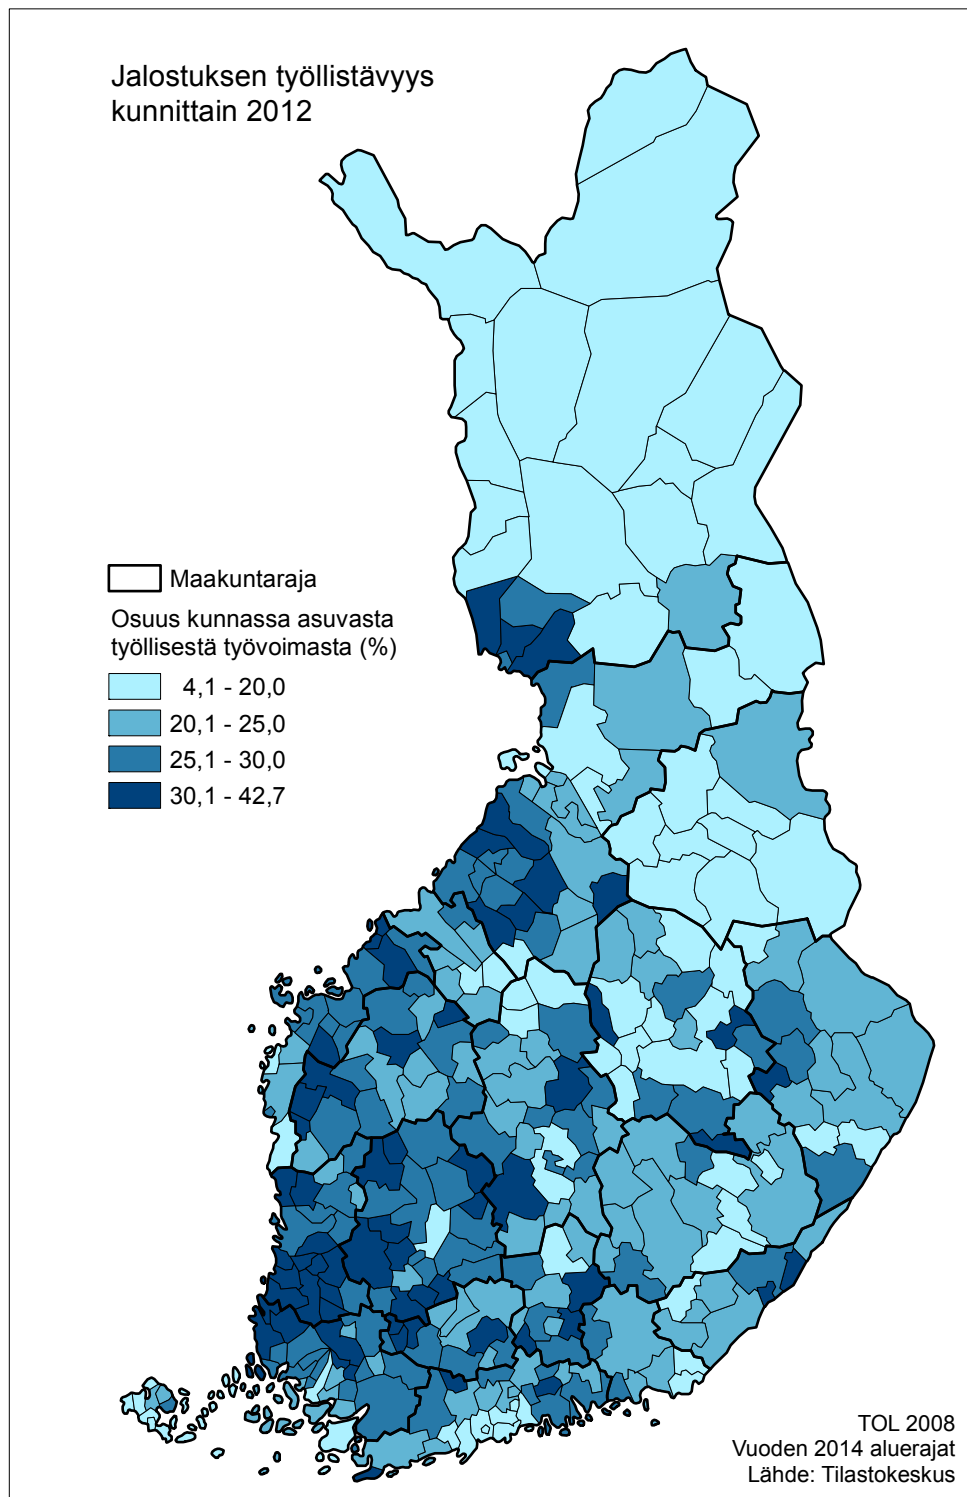 Jalostuksen työllistävyys
kunnittain 2012
Maakuntaraja
Osuus kunnassa asuvasta
työllisestä työvoimasta (%)
4,1 - 20,0
20,1 - 25,0
25,1 - 30,0
30,1 - 42,7
TOL 2008
Vuoden 2014 aluerajat
Lähde: Tilastokeskus